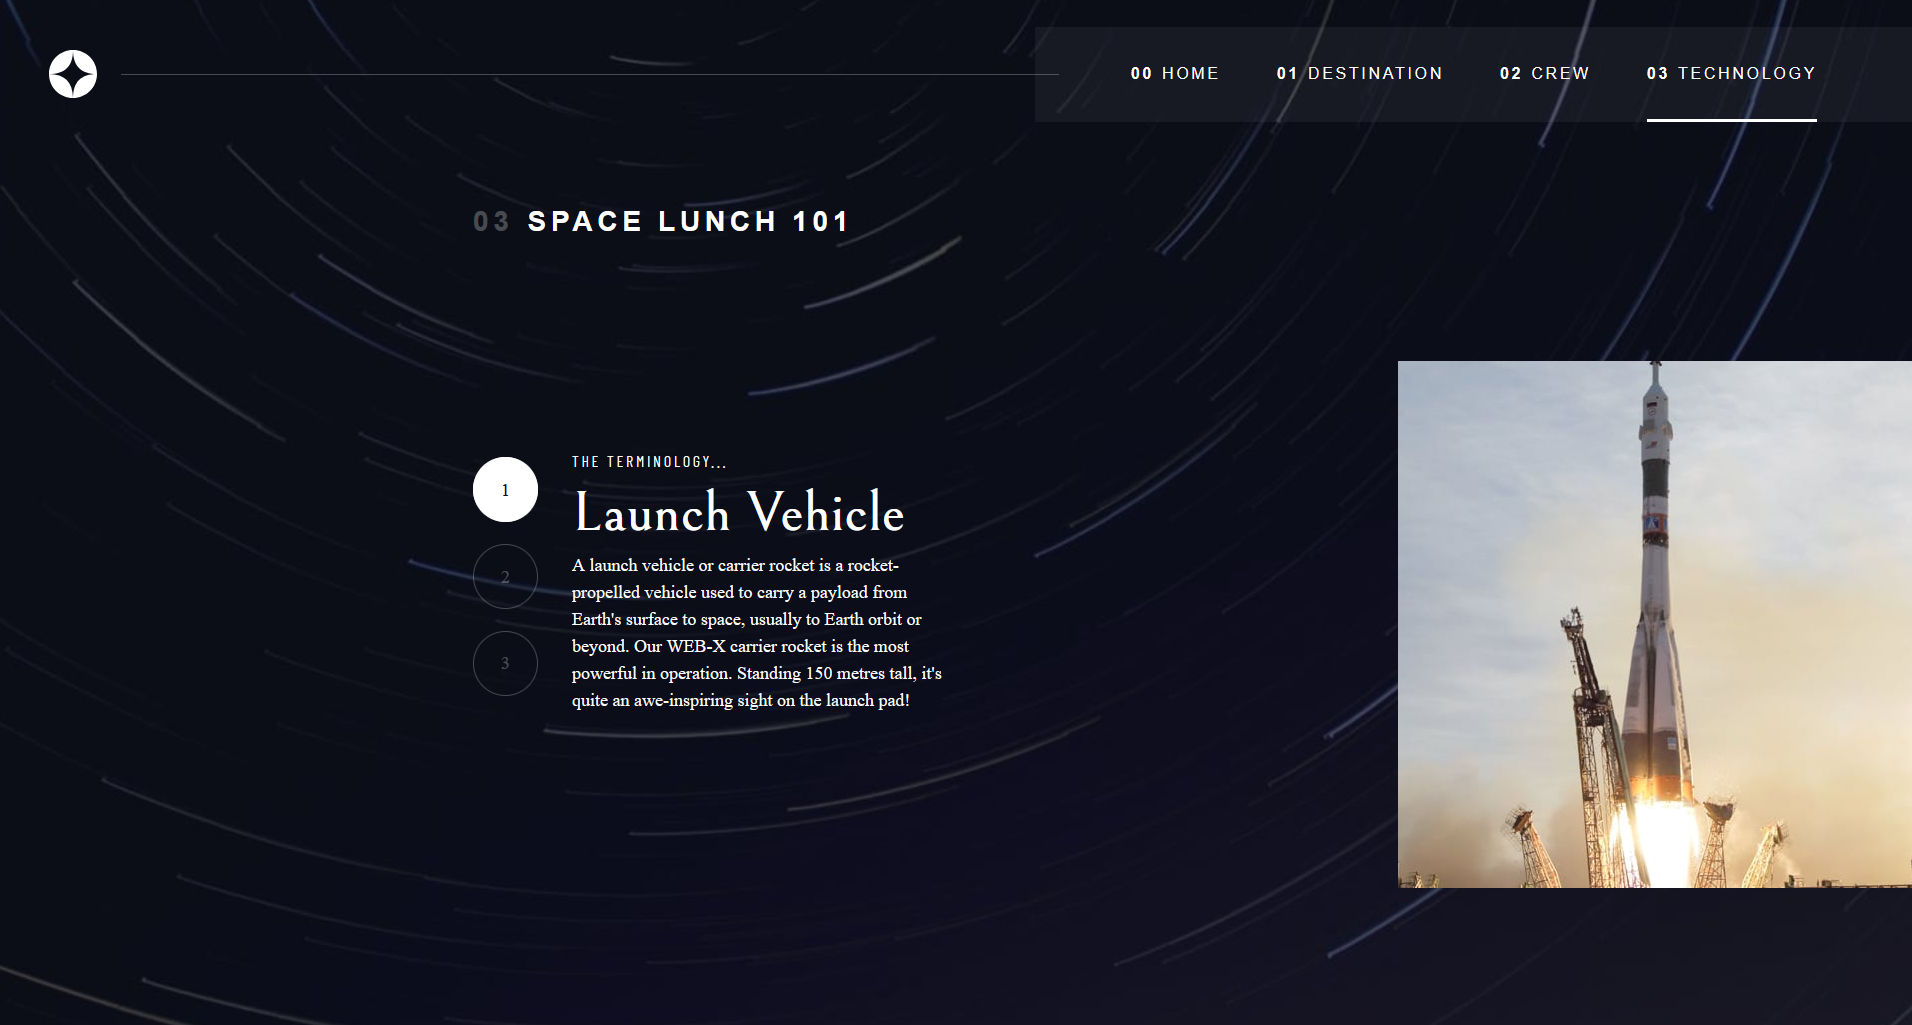 00 HOME 01 DESTINATION 02 CREW 03 TECHNOLOGY
03 SPACE LUNCH 101
THE TERMINOLOGY...
1
Launch Vehicle
A launch vehicle or carrier rocket is a rocket-
2
propelled vehicle used to carry a payload from
Earth's surface to space, usually to Earth orbit or
beyond. Our WEB-X carrier rocket is the most
3
powerful in operation. Standing 150 metres tall, it's
quite an awe-inspiring sight on the launch pad!